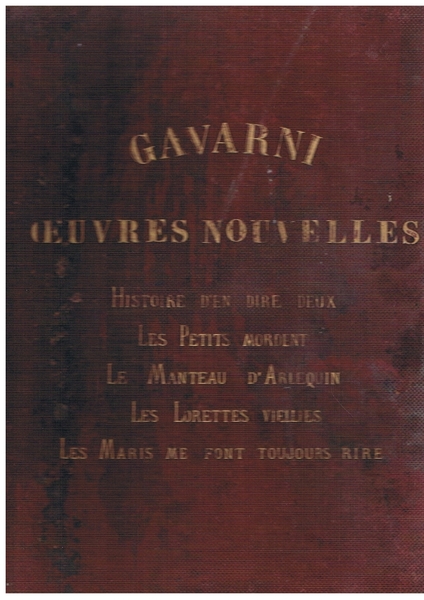 GAVARNI
ŒUVRES NOUVELLES
HISTOIRE D'EN DIRE DEUX
LES PETITS MORDENT
LE MANTEAU D'ARLEQUIN
LES LORETTES VIEILLIES
LES MARIS ME FONT TOUJOURS RIRE